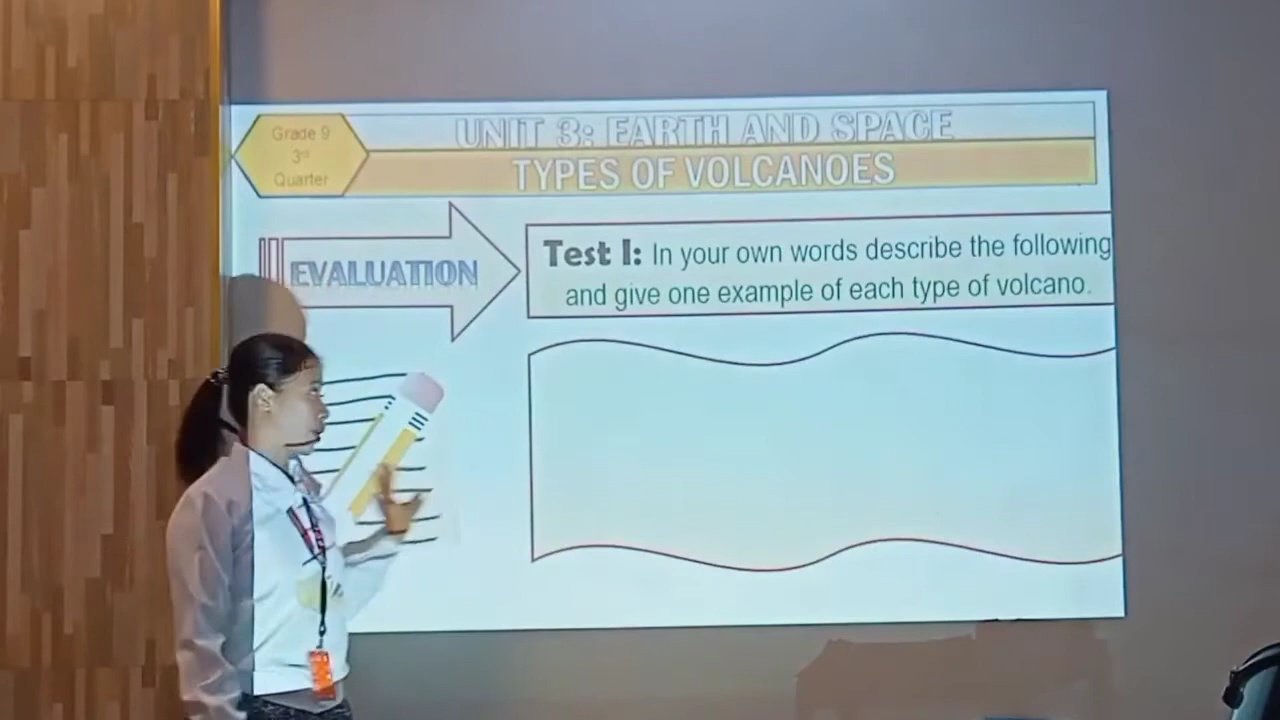 Grade 9
3rd
Quarter
UNIT 3: EARTH AND SPACE
TYPES OF VOLCANOES
EVALUATION
Test I: In your own words describe the following
and give one example of each type of volcano.